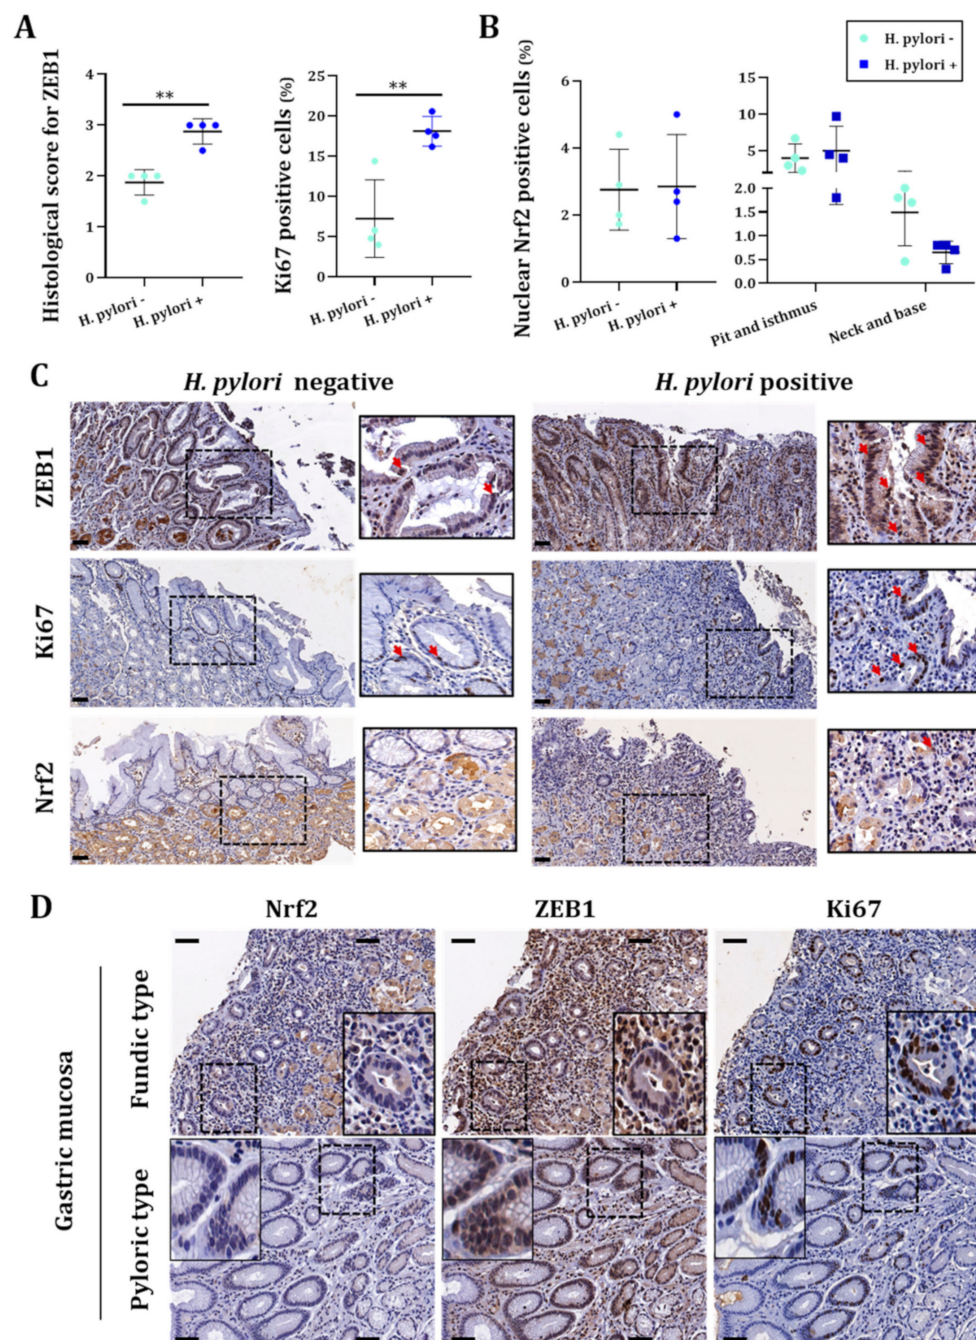 A
B
H. pylori -
H. pylori +
Histological score for ZEB1
4
3
2
1
0
**
H. pylori -
H. pylori +
Ki67 positive cells (%)
25
20
15
10
5
0
**
H. pylori -
H. pylori +
Nuclear Nrf2 positive cells (%)
6
4
2
0
H. pylori -
H. pylori +
15
10
5
2.0
1.5
1.0
0.5
0.0
Pit and isthmus
Neck and base
C
H. pylori negative
H. pylori positive
ZEB1
Ki67
Nrf2
D
Nrf2
ZEB1
Ki67
Gastric mucosa
Fundic type
Pyloric type